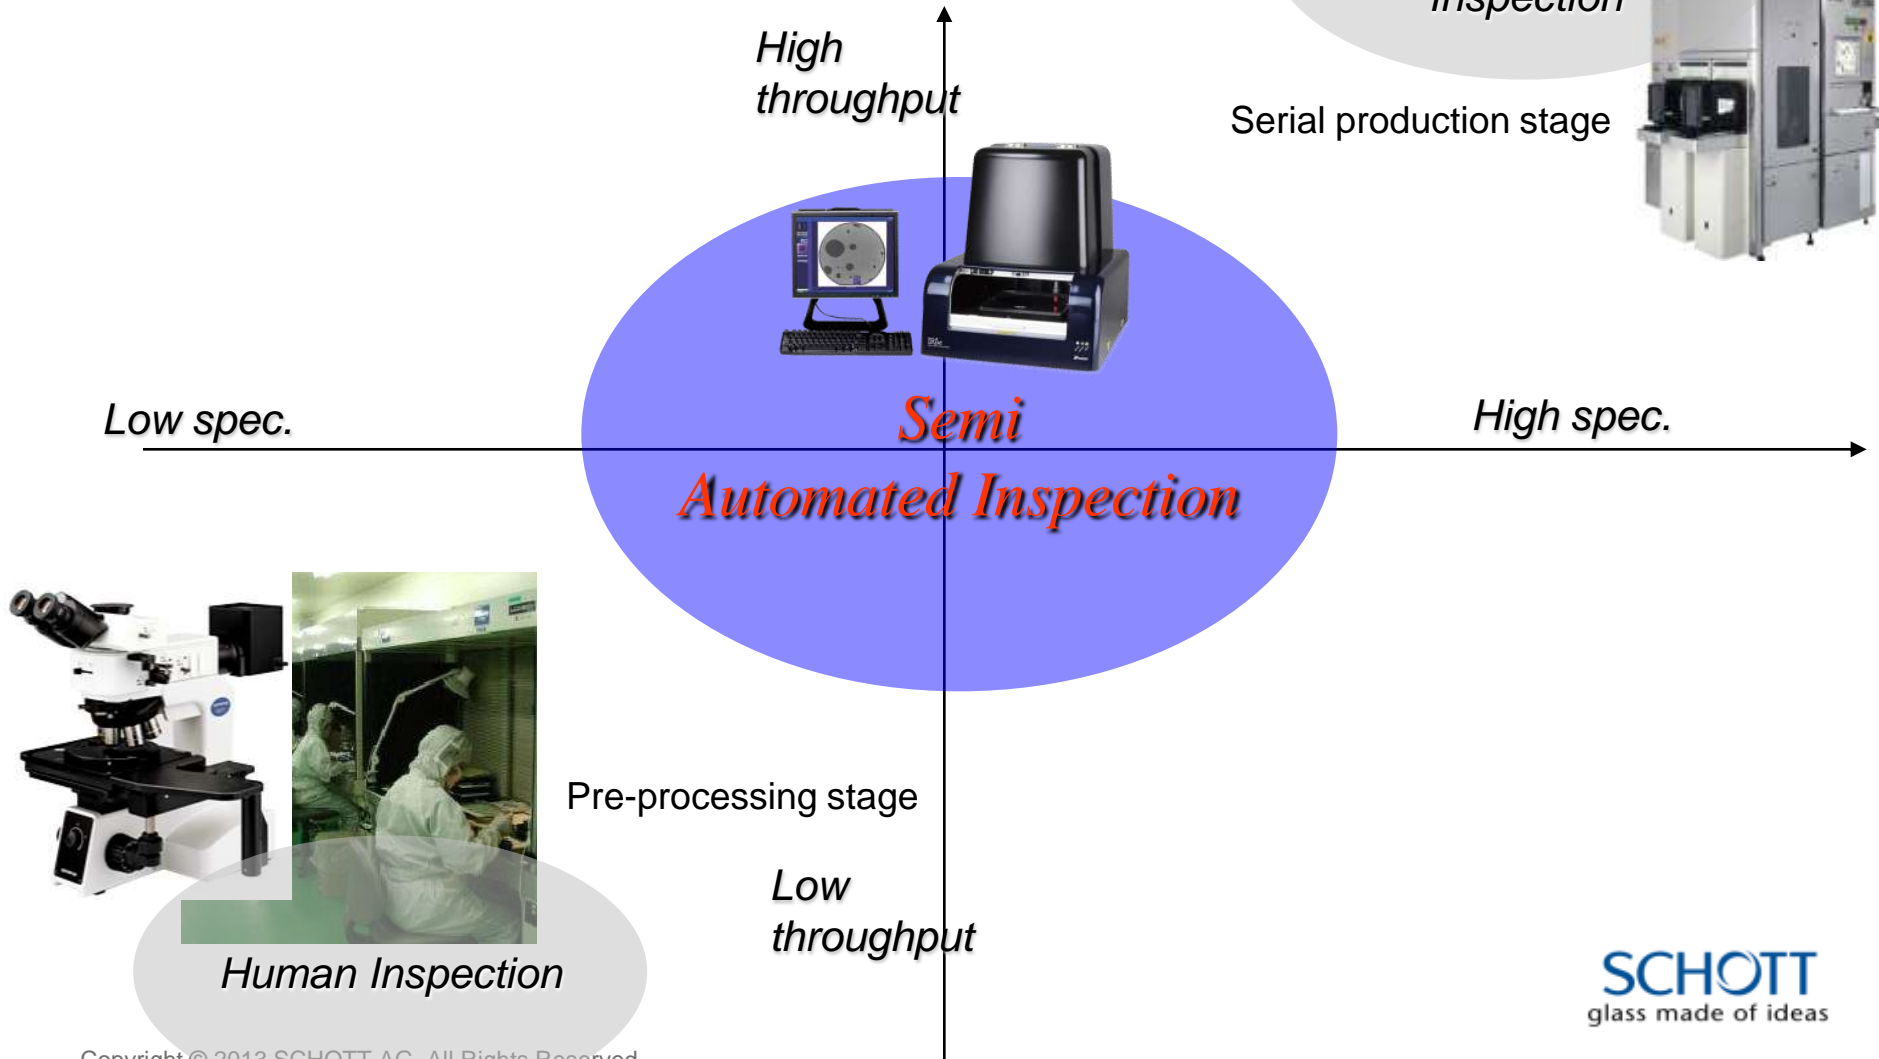 Inspection
High
throughput
Serial production stage
Low spec.
High spec.
Semi
Automated Inspection
Pre-processing stage
Low
throughput
Human Inspection
SCHOTT
glass made of ideas
Copyright © 2013 SCHOTT AG. All Rights Reserved